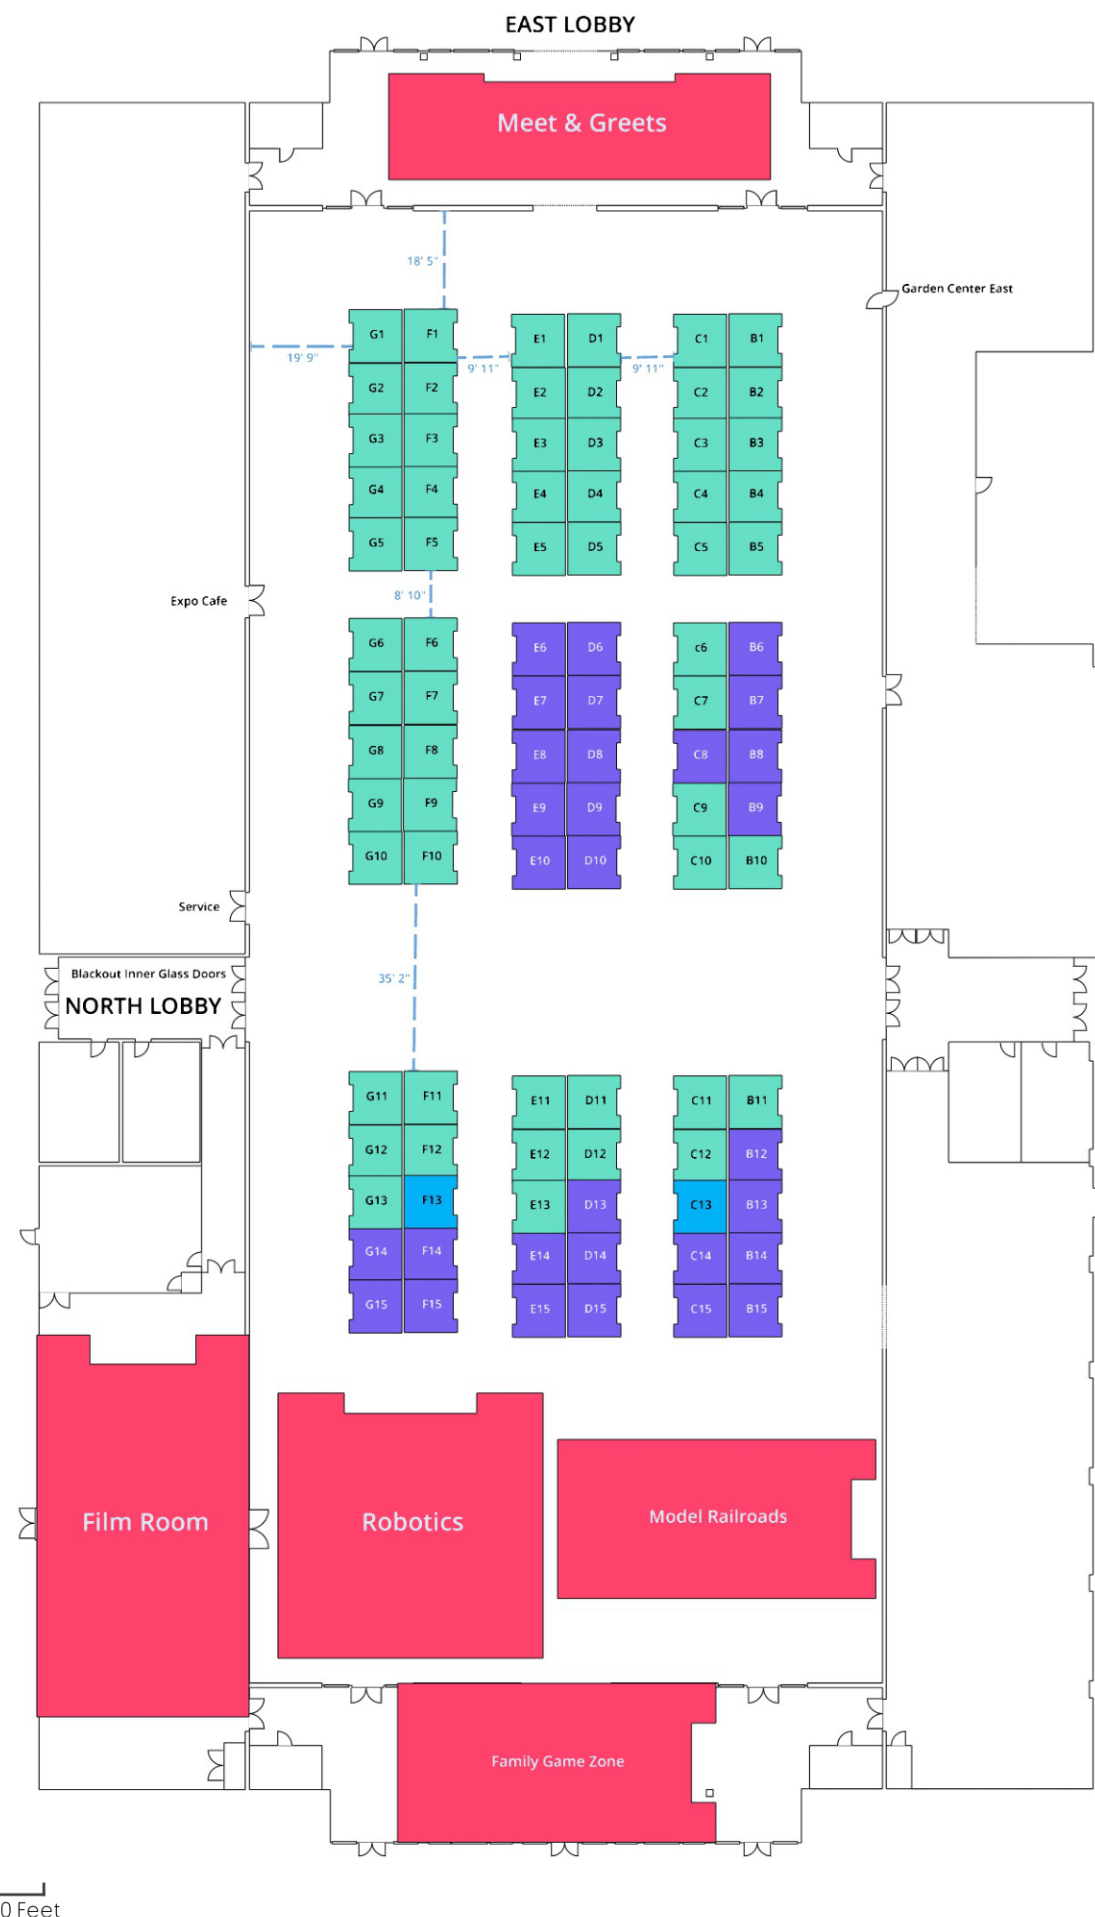 EAST LOBBY
Meet & Greets
18' 5"
Garden Center East
G1 F1 E1 D1 C1 B1
19' 9" 9' 11" 9' 11"
G2 F2 E2 D2 C2 B2
G3 F3 E3 D3 C3 B3
G4 F4 E4 D4 C4 B4
G5 F5 E5 D5 C5 B5
8' 10"
Expo Cafe
G6 F6 E6 D6 c6 B6
G7 F7 E7 D7 C7 B7
G8 F8 E8 D8 C8 B8
G9 F9 E9 D9 C9 B9
G10 F10 E10 D10 C10 B10
Service
Blackout Inner Glass Doors
35' 2"
NORTH LOBBY
G11 F11 E11 D11 C11 B11
G12 F12 E12 D12 C12 B12
G13 F13 E13 D13 C13 B13
G14 F14 E14 D14 C14 B14
G15 F15 E15 D15 C15 B15
Film Room
Robotics
Model Railroads
Family Game Zone
0 Feet